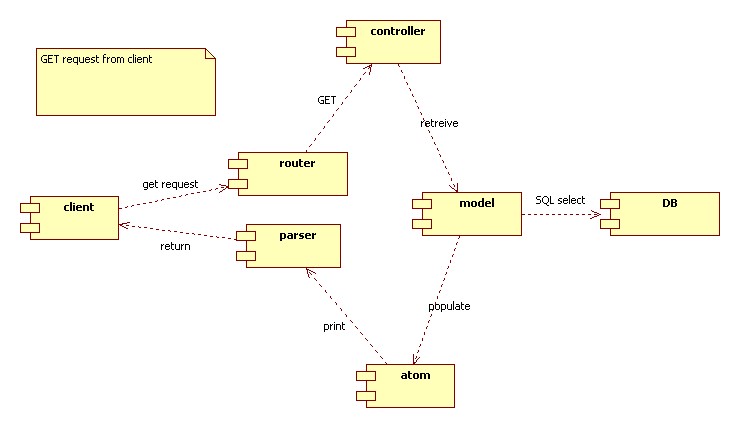 controller
GET request from client
GET
retreive
router
get request
client
model
SQL select
DB
parser
return
populate
print
atom